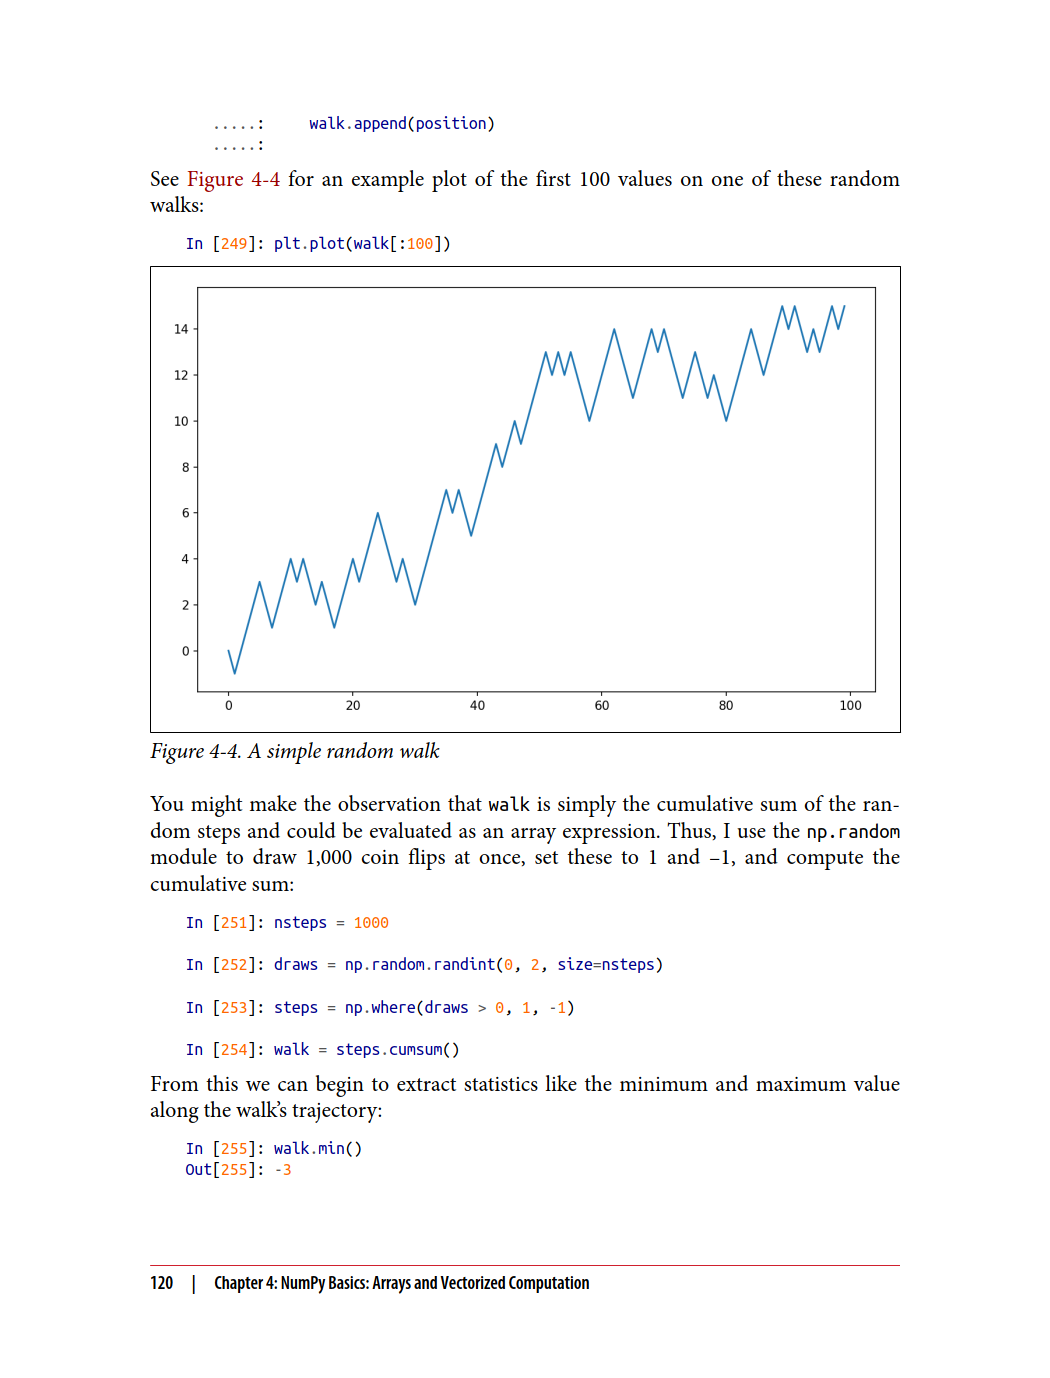 .....:     walk.append(position)
.....:
See Figure 4-4 for an example plot of the first 100 values on one of these random
walks:
In [249]: plt.plot(walk[:100])
14
12
10
8
6
4
2
0
0 20 40 60 80 100
Figure 4-4. A simple random walk
You might make the observation that walk is simply the cumulative sum of the ran-
dom steps and could be evaluated as an array expression. Thus, I use the np.random
module to draw 1,000 coin flips at once, set these to 1 and –1, and compute the
cumulative sum:
In [251]: nsteps = 1000
In [252]: draws = np.random.randint(0, 2, size=nsteps)
In [253]: steps = np.where(draws > 0, 1, -1)
In [254]: walk = steps.cumsum()
From this we can begin to extract statistics like the minimum and maximum value
along the walk’s trajectory:
In [255]: walk.min()
Out[255]: -3
120 | Chapter 4: NumPy Basics: Arrays and Vectorized Computation